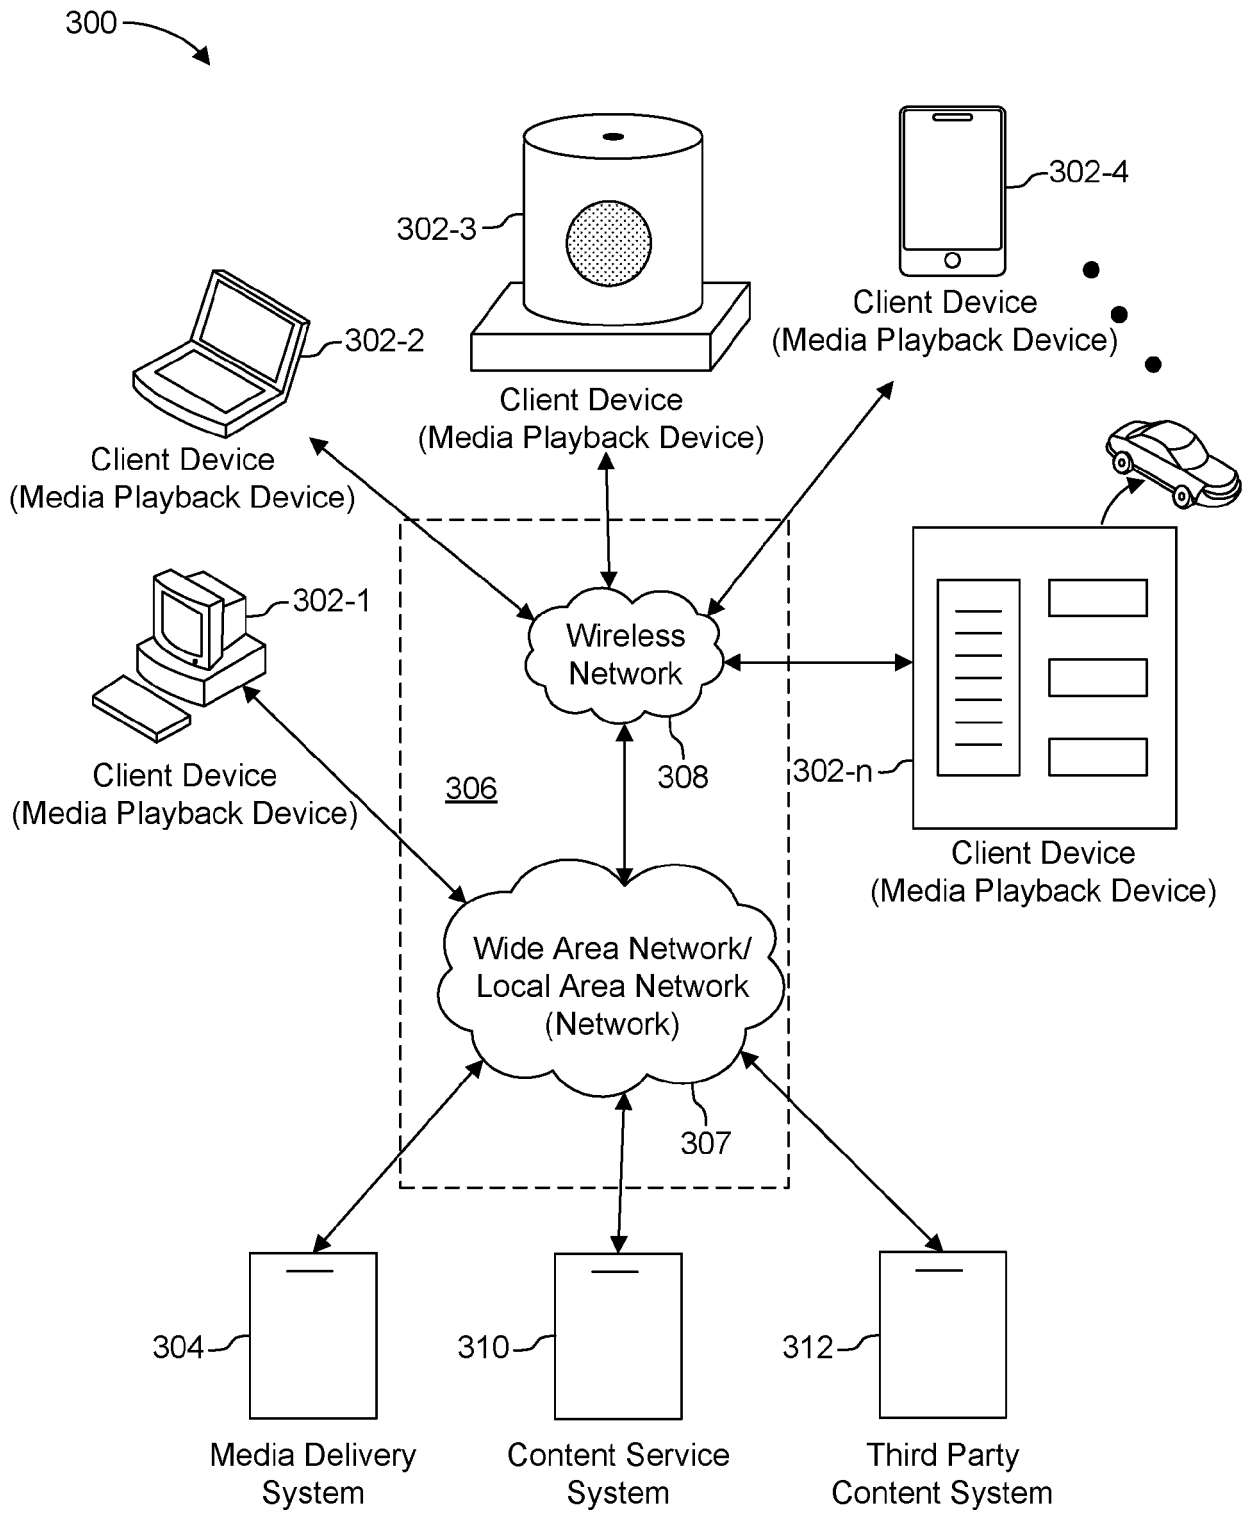 300
302-3
302-4
Client Device
(Media Playback Device)
302-2
Client Device
(Media Playback Device)
Client Device
(Media Playback Device)
302-1
Client Device
(Media Playback Device)
Wireless
Network
308
306
302-n
Client Device
(Media Playback Device)
Wide Area Network/
Local Area Network
(Network)
307
304
310
312
Media Delivery
System
Content Service
System
Third Party
Content System